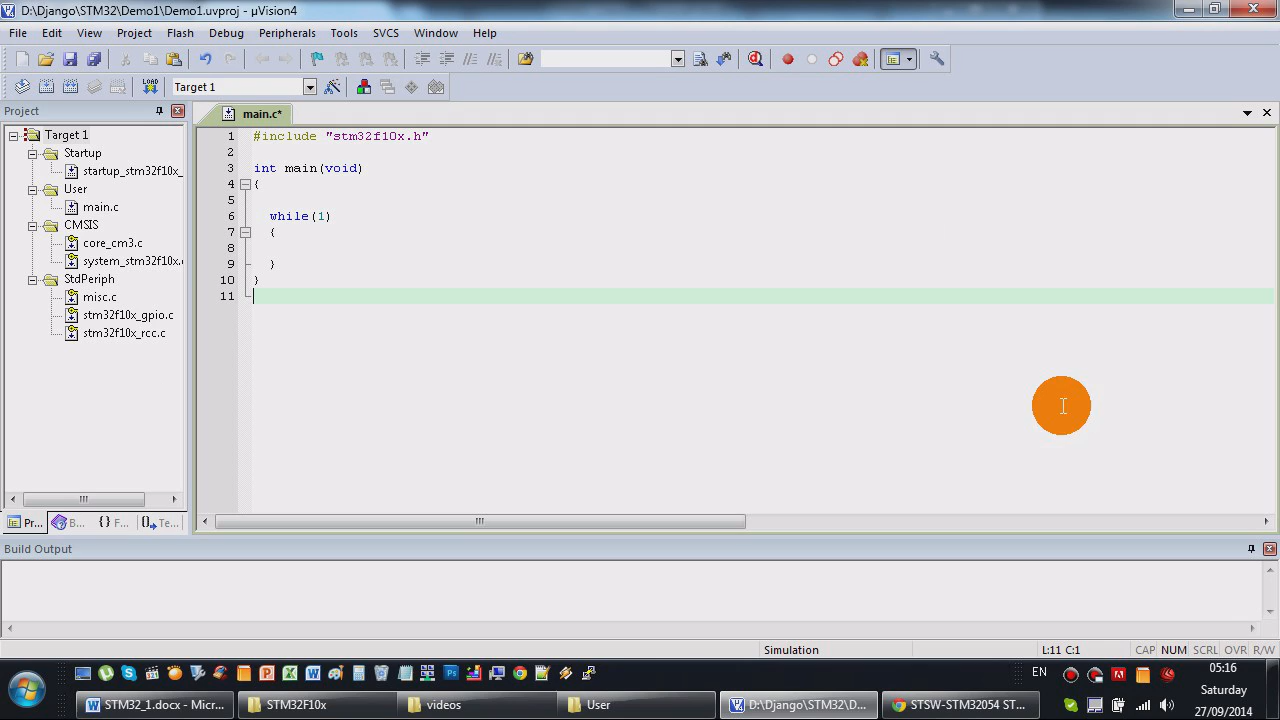 D:\Django\STM32\Demo1\Demo1.uvproj - µVision4
File Edit View Project Flash Debug Peripherals Tools SVCS Window Help
LOAD Target 1
Project
main.c*
Target 1
Startup
startup_stm32f10x_
User
main.c
CMSIS
core_cm3.c
system_stm32f10x.
StdPeriph
misc.c
stm32f10x_gpio.c
stm32f10x_rcc.c
1 #include "stm32f10x.h"
2
3 int main(void)
4 {
5
6 while(1)
7 {
8
9 }
10 }
11
Pr... B... {} F... Te...
Build Output
Simulation L:11 C:1 CAP NUM SCRL OVR R/W
EN 05:16
Saturday
27/09/2014
STM32_1.docx - Micr... STM32F10x videos User D:\Django\STM32\D... STSW-STM32054 ST...